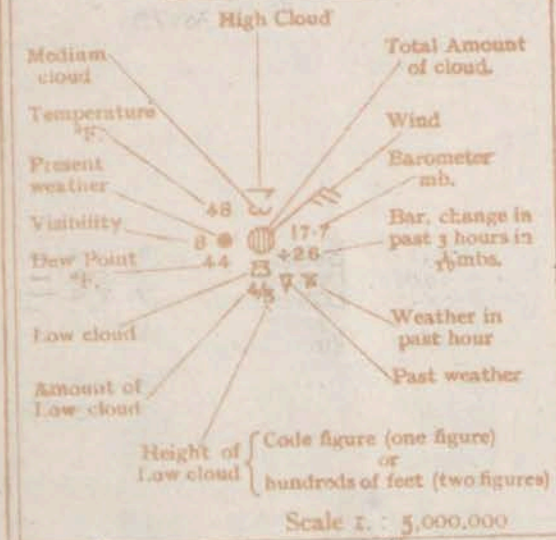 High Cloud
Medium
cloud
Total Amount
of cloud.
Temperature
°F.
Wind
Present
weather
Barometer
mb.
48
Visibility
8
17.7
Bar. change in
past 3 hours in
mbs.
+26
Dew Point
°F.
44
Low cloud
Weather in
past hour
Past weather
Amount of
Low cloud
Height of
Low cloud
Code figure (one figure)
or
hundreds of feet (two figures)
Scale 1. : 5,000,000